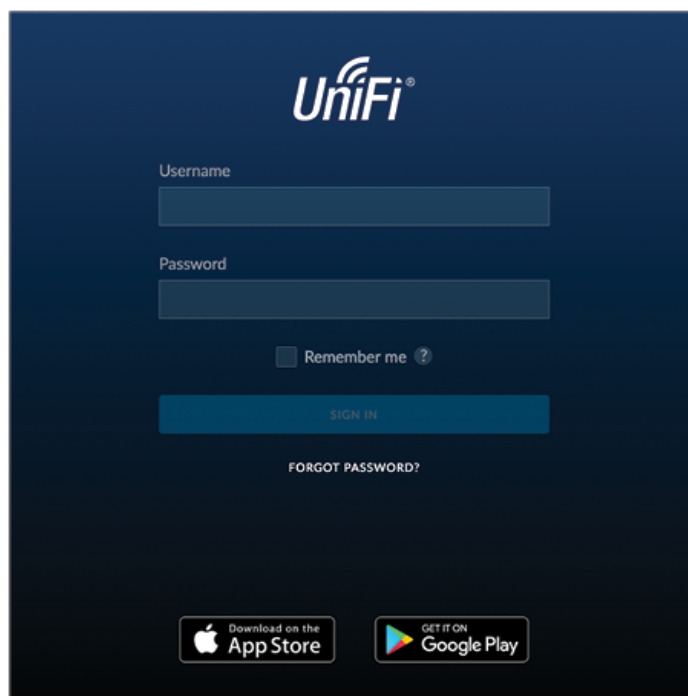 UniFi®
Username
Password
Remember me ?
SIGN IN
FORGOT PASSWORD?
Download on the
App Store
GET IT ON
Google Play